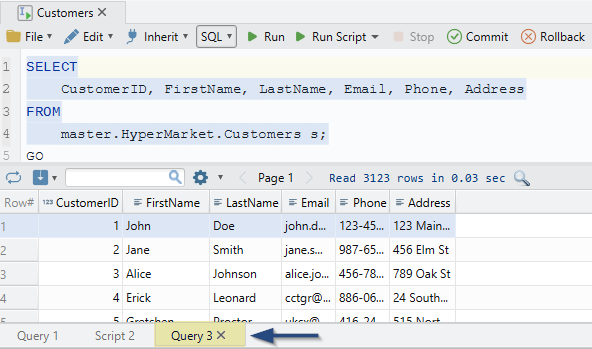 Customers ×
File Edit Inherit SQL Run Run Script Stop Commit Rollback
1 SELECT
2 CustomerID, FirstName, LastName, Email, Phone, Address
3 FROM
4 master.HyperMarket.Customers s;
5 GO
Page 1 Read 3123 rows in 0.03 sec
Row# 123 CustomerID FirstName LastName Email Phone Address
1 1 John Doe john.d... 123-45... 123 Main...
2 2 Jane Smith jane.s... 987-65... 456 Elm St
3 3 Alice Johnson alice.jo... 456-78... 789 Oak St
4 4 Erick Leonard cctgr@... 886-06... 24 South...
5 5 Gretchen Proctor uksx@... 416-24... 515 Nort...
Query 1 Script 2 Query 3 ×